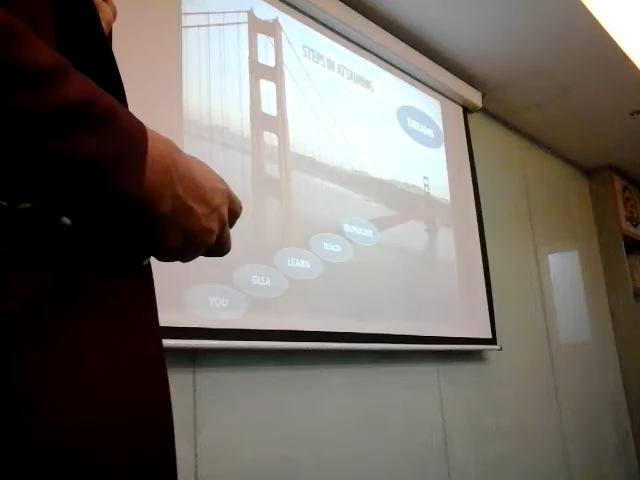 STEPS IN ATTAINING
DREAMS
DUPLICATE
TEACH
LEARN
GLLA
YOU